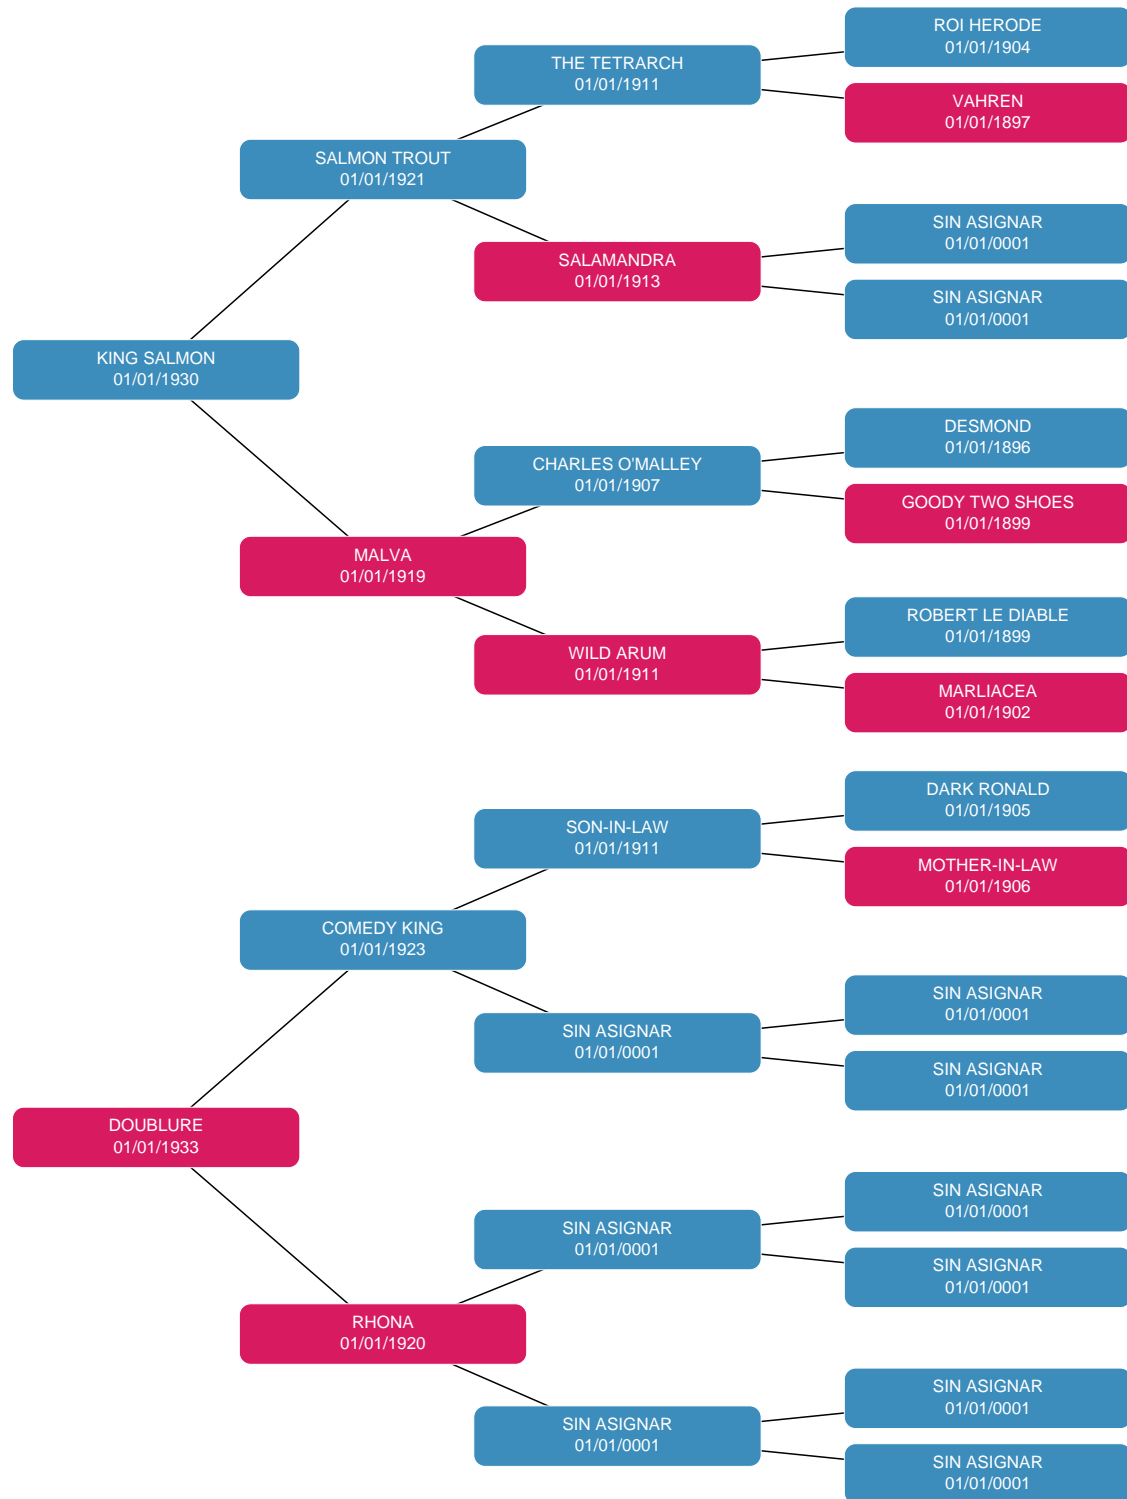 ROI HERODE
01/01/1904
THE TETRARCH
01/01/1911
VAHREN
01/01/1897
SALMON TROUT
01/01/1921
SIN ASIGNAR
01/01/0001
SALAMANDRA
01/01/1913
SIN ASIGNAR
01/01/0001
KING SALMON
01/01/1930
DESMOND
01/01/1896
CHARLES O'MALLEY
01/01/1907
GOODY TWO SHOES
01/01/1899
MALVA
01/01/1919
ROBERT LE DIABLE
01/01/1899
WILD ARUM
01/01/1911
MARLIACEA
01/01/1902
DARK RONALD
01/01/1905
SON-IN-LAW
01/01/1911
MOTHER-IN-LAW
01/01/1906
COMEDY KING
01/01/1923
SIN ASIGNAR
01/01/0001
SIN ASIGNAR
01/01/0001
SIN ASIGNAR
01/01/0001
DOUBLURE
01/01/1933
SIN ASIGNAR
01/01/0001
SIN ASIGNAR
01/01/0001
SIN ASIGNAR
01/01/0001
RHONA
01/01/1920
SIN ASIGNAR
01/01/0001
SIN ASIGNAR
01/01/0001
SIN ASIGNAR
01/01/0001